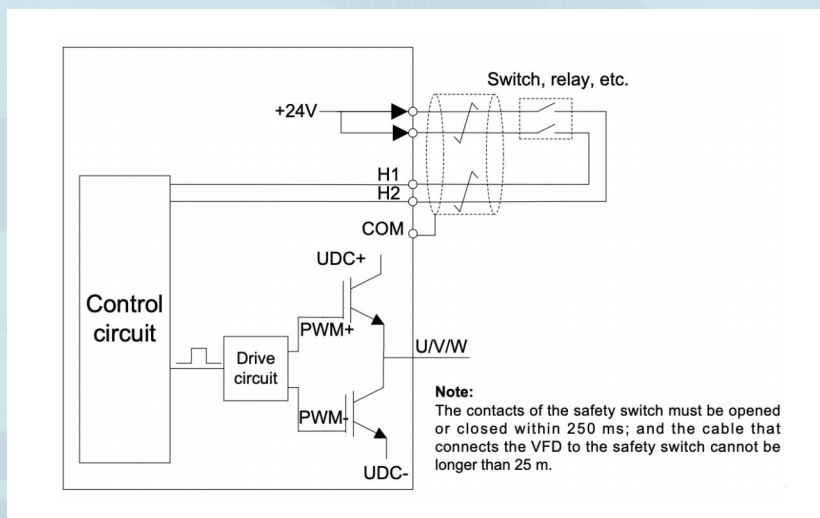 Switch, relay, etc.
+24V
H1
H2
COM
UDC+
Control
circuit
PWM+
U/V/W
Drive
circuit
PWM-
UDC-
Note:
The contacts of the safety switch must be opened
or closed within 250 ms; and the cable that
connects the VFD to the safety switch cannot be
longer than 25 m.